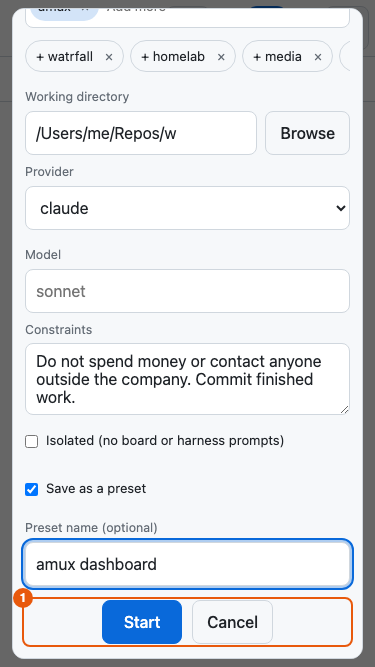 + watrfall ×
+ homelab ×
+ media ×
Working directory
/Users/me/Repos/w
Browse
Provider
claude
Model
sonnet
Constraints
Do not spend money or contact anyone
outside the company. Commit finished
work.
Isolated (no board or harness prompts)
Save as a preset
Preset name (optional)
amux dashboard
1
Start
Cancel